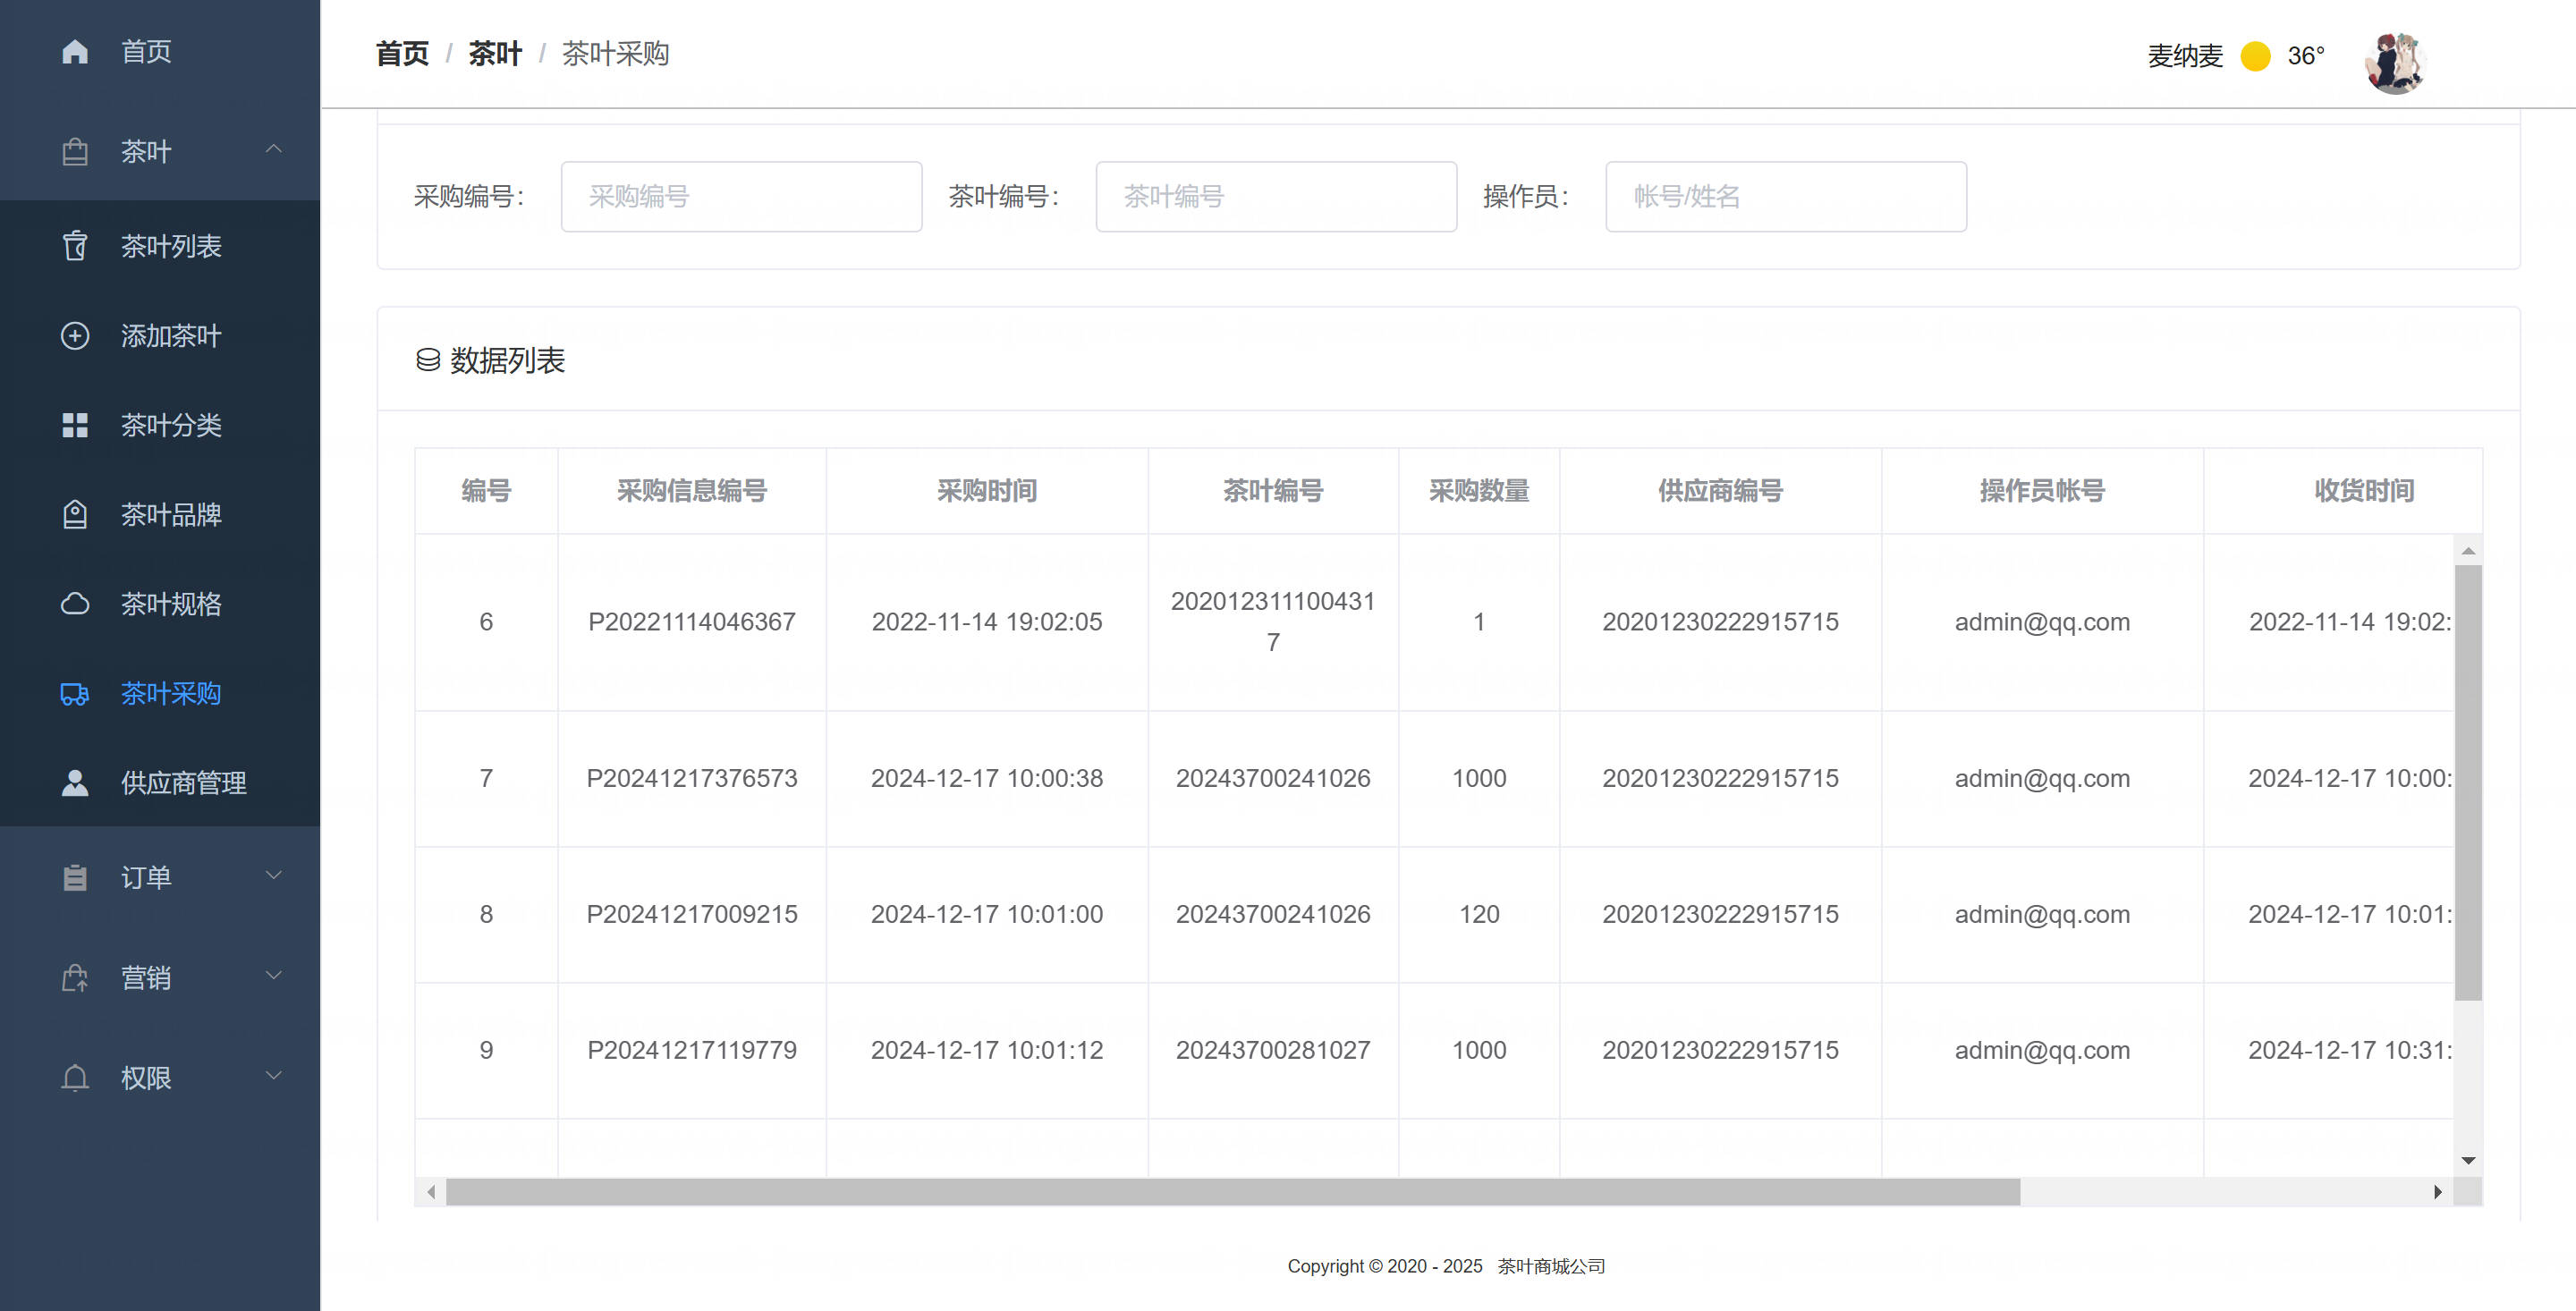 首页
茶叶
茶叶列表
添加茶叶
茶叶分类
茶叶品牌
茶叶规格
茶叶采购
供应商管理
订单
营销
权限
首页 / 茶叶 / 茶叶采购
麦纳麦 36°
采购编号： 采购编号 茶叶编号： 茶叶编号 操作员： 帐号/姓名
数据列表
编号 采购信息编号 采购时间 茶叶编号 采购数量 供应商编号 操作员帐号 收货时间
6 P20221114046367 2022-11-14 19:02:05 202012311100431 1 20201230222915715 admin@qq.com 2022-11-14 19:02:
7
7 P20241217376573 2024-12-17 10:00:38 20243700241026 1000 20201230222915715 admin@qq.com 2024-12-17 10:00:
8 P20241217009215 2024-12-17 10:01:00 20243700241026 120 20201230222915715 admin@qq.com 2024-12-17 10:01:
9 P20241217119779 2024-12-17 10:01:12 20243700281027 1000 20201230222915715 admin@qq.com 2024-12-17 10:31:
Copyright © 2020 - 2025 茶叶商城公司